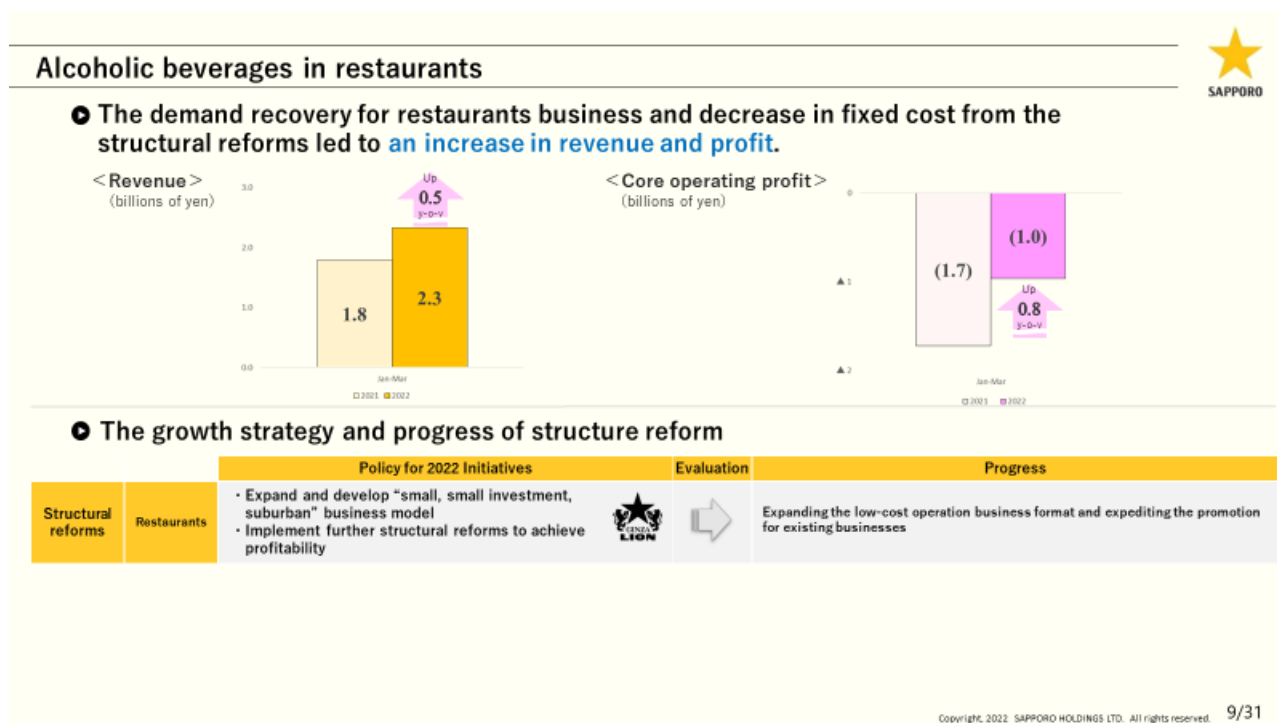 Alcoholic beverages in restaurants
SAPPORO
The demand recovery for restaurants business and decrease in fixed cost from the
structural reforms led to an increase in revenue and profit.
<Revenue>
(billions of yen)
3.0
2.0
1.0
0.0
Up
0.5
y-o-y
1.8
2.3
Jan-Mar
2021 2022
<Core operating profit>
(billions of yen)
0
▲1
▲2
(1.7)
(1.0)
Up
0.8
y-o-y
Jan-Mar
2021 2022
The growth strategy and progress of structure reform
Policy for 2022 Initiatives
Evaluation
Progress
Structural
reforms
Restaurants
・Expand and develop “small, small investment,
suburban” business model
・Implement further structural reforms to achieve
profitability
GINZA
LION
Expanding the low-cost operation business format and expediting the promotion
for existing businesses
Copyright, 2022 SAPPORO HOLDINGS LTD. All rights reserved.
9/31